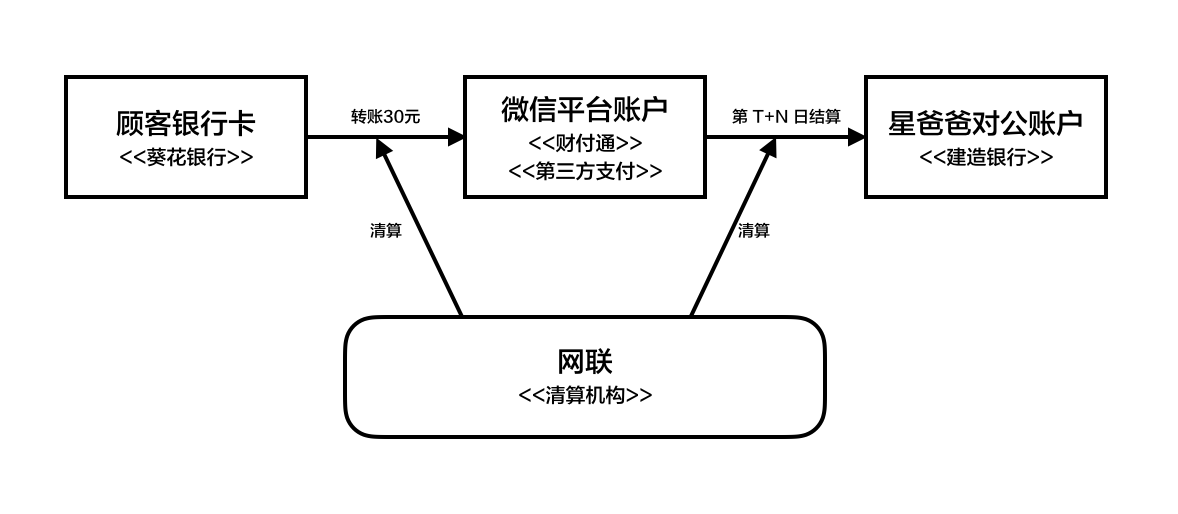 顾客银行卡
<<葵花银行>>
转账30元
微信平台账户
<<财付通>>
<<第三方支付>>
第 T+N 日结算
星爸爸对公账户
<<建造银行>>
清算
清算
网联
<<清算机构>>